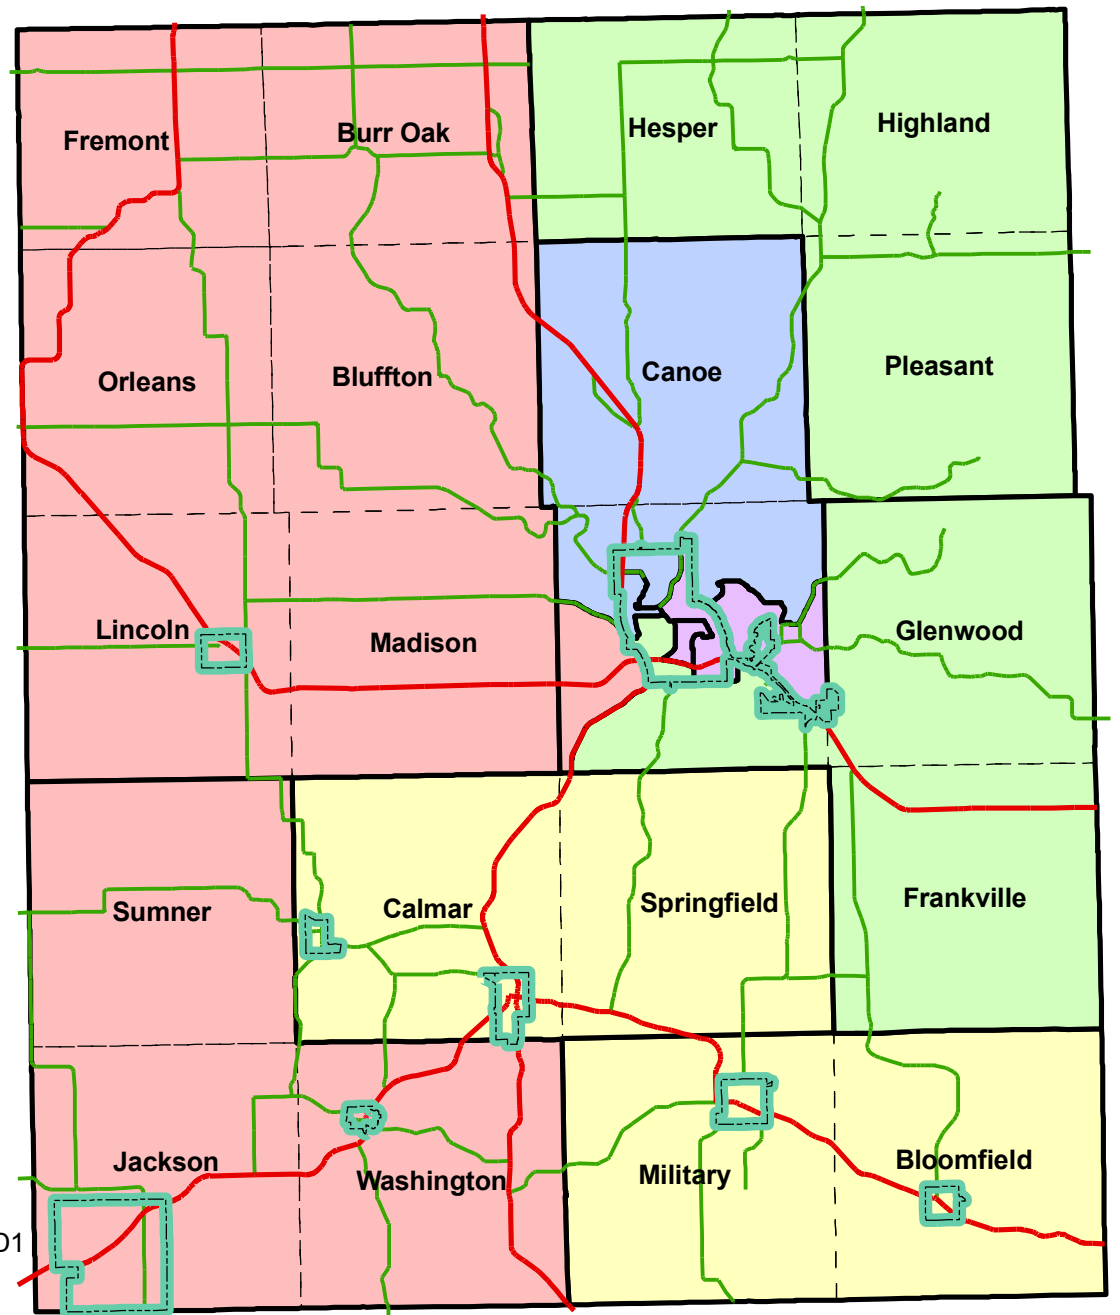 Fremont
Burr Oak
Hesper
Highland
Orleans
Bluffton
Canoe
Pleasant
Lincoln
Madison
Glenwood
Sumner
Calmar
Springfield
Frankville
Jackson
Washington
Military
Bloomfield